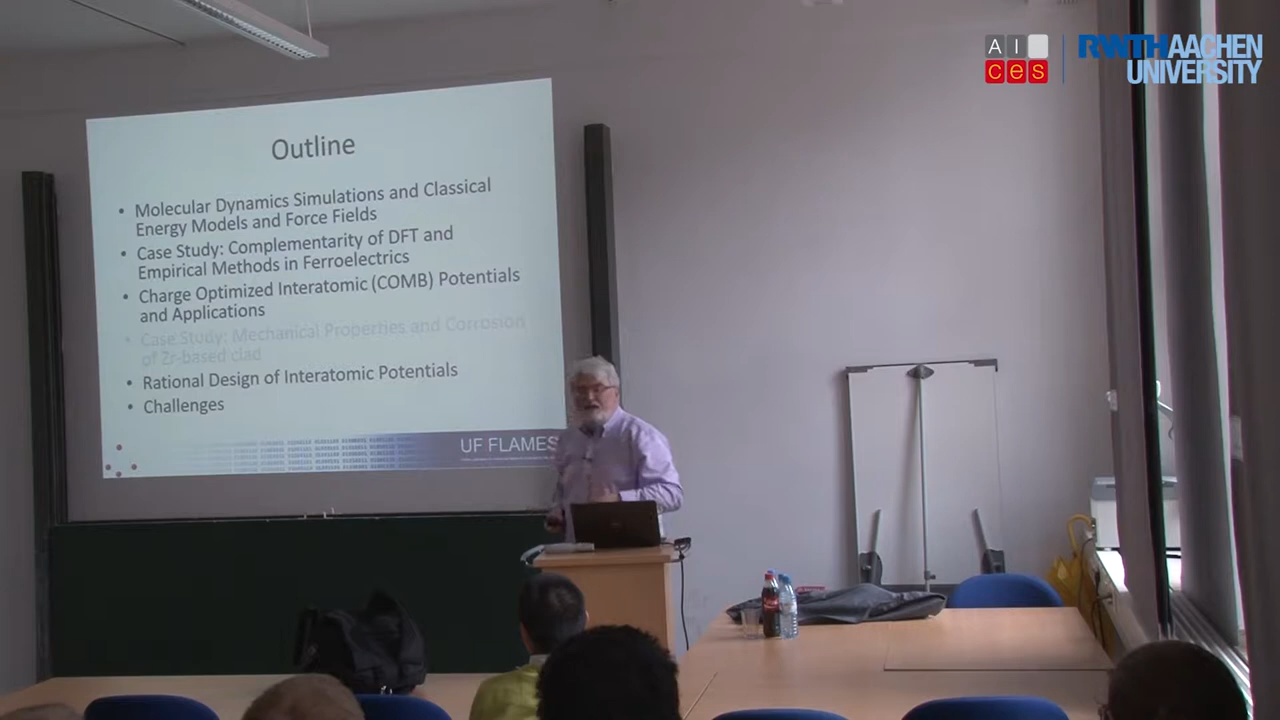 AI
ces
RWTHAACHEN
UNIVERSITY
Outline
• Molecular Dynamics Simulations and Classical
Energy Models and Force Fields
• Case Study: Complementarity of DFT and
Empirical Methods in Ferroelectrics
• Charge Optimized Interatomic (COMB) Potentials
and Applications
• Case Study: Mechanical Properties and Corrosion
of Zr-based clad
• Rational Design of Interatomic Potentials
• Challenges
UF FLAMES